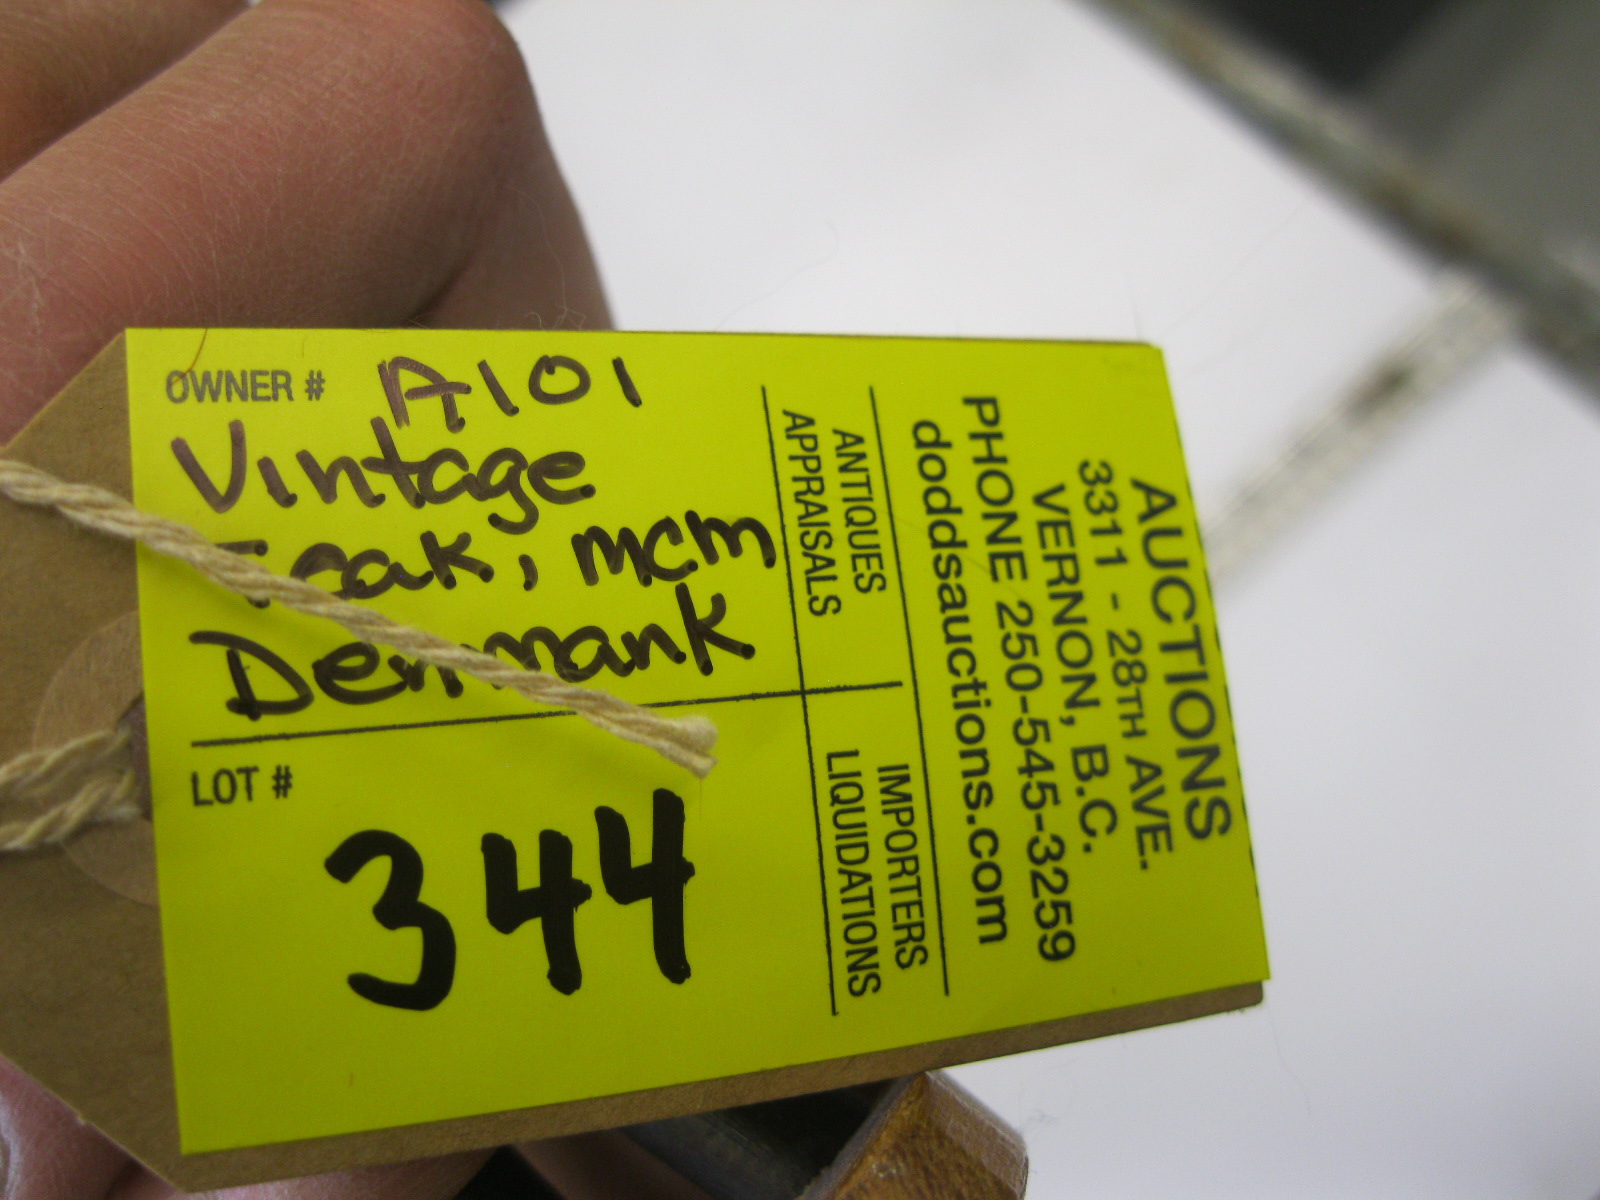 OWNER # A101
Vintage
Teak, mcm
Denmank
LOT #
344
AUCTIONS
3311 - 28TH AVE.
VERNON, B.C.
PHONE 250-545-3259
doddsauctions.com
ANTIQUES
APPRAISALS
IMPORTERS
LIQUIDATIONS